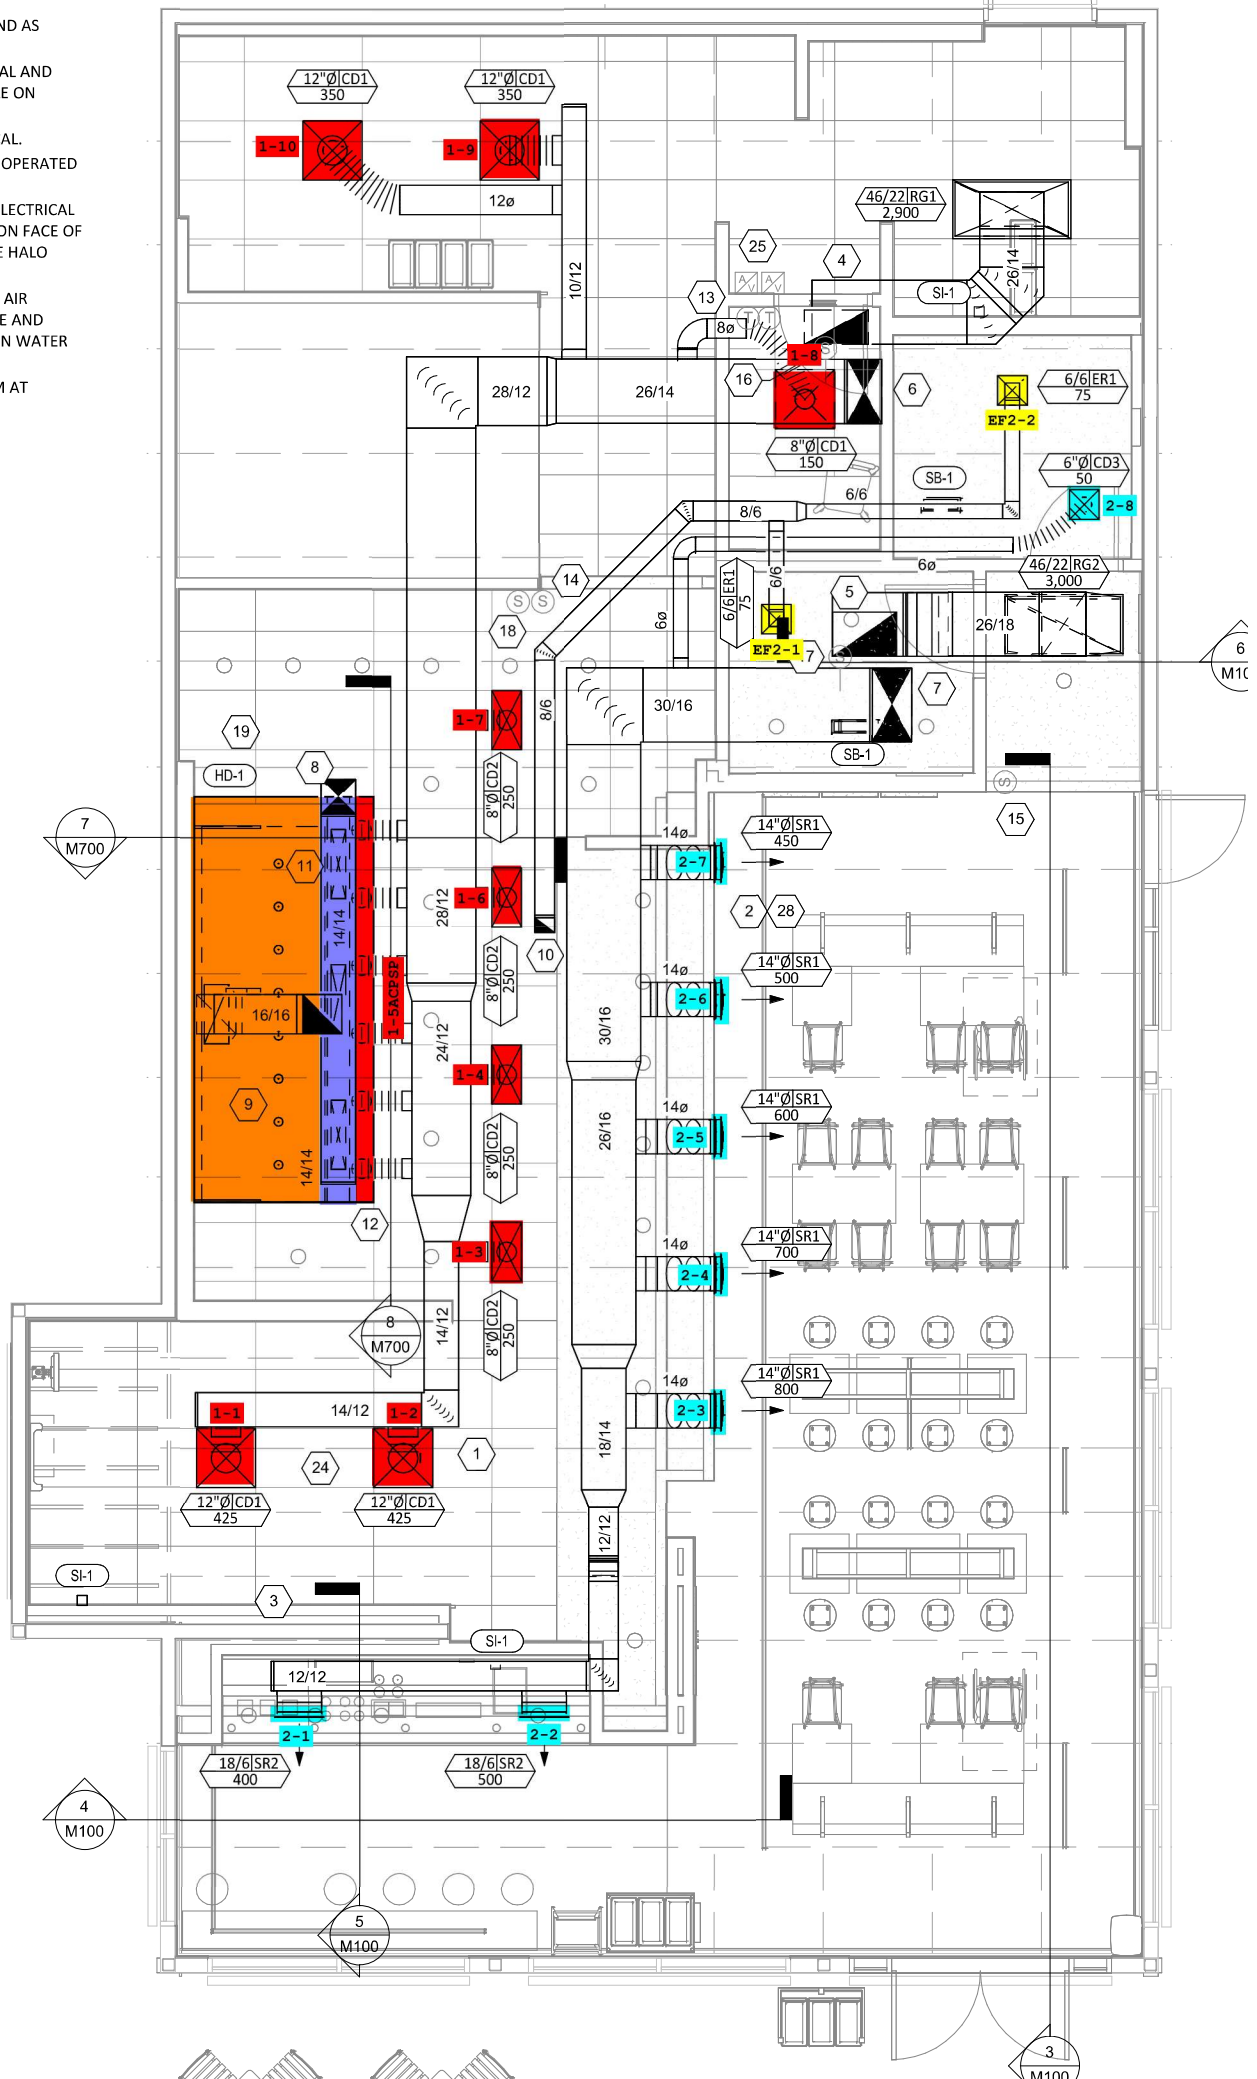 ND AS
AL AND
E ON
AL.
OPERATED
LECTRICAL
ON FACE OF
E HALO
AIR
E AND
N WATER
M AT
12"Ø CD1
350
12"Ø CD1
350
1-10
1-9
12ø
10/12
46/22 RG1
2,900
25
4
SI-1
26/14
13
8ø
T T
A/V A/V
1-8
S
28/12
26/14
16
6
6/6 ER1
75
EF2-2
8"Ø CD1
150
6"Ø CD3
50
SB-1
6/6
8/6
2-8
6ø
46/22 RG2
3,000
14
S S
18
6/6 ER1
75
6/6
5
26/18
6ø
EF2-1
17
S
6
M10
1-7
8/6
30/16
7
19
HD-1
8
SB-1
S
8"Ø CD2
250
7
M700
14ø
14"Ø SR1
450
2-7
15
11
14/14
28/12
1-6
2
28
10
14ø
14"Ø SR1
500
2-6
8"Ø CD2
250
1-5ACPSP
16/16
24/12
30/16
1-4
9
14ø
14"Ø SR1
600
2-5
26/16
8"Ø CD2
250
14/14
12
1-3
14ø
14"Ø SR1
700
2-4
8
M700
14/12
8"Ø CD2
250
14ø
14"Ø SR1
800
2-3
1-1
14/12
1-2
24
1
18/14
12"Ø CD1
425
12"Ø CD1
425
12/12
SI-1
3
SI-1
12/12
2-1
2-2
18/6 SR2
400
18/6 SR2
500
4
M100
5
M100
3
M100